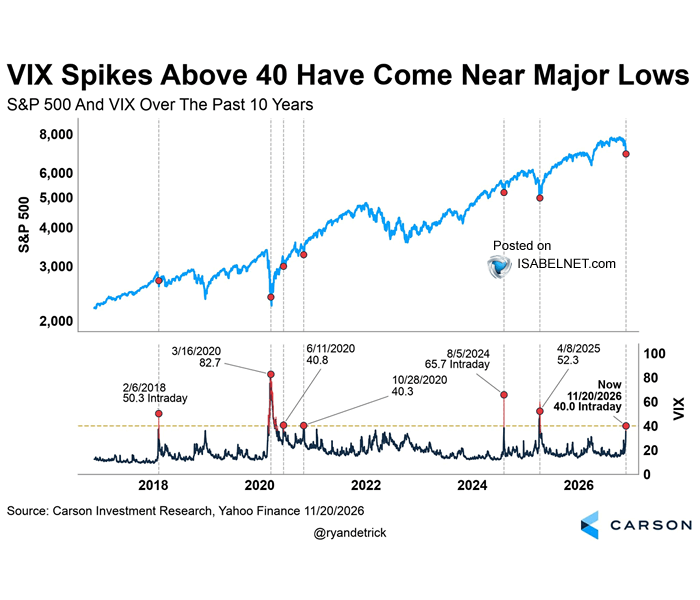 VIX Spikes Above 40 Have Come Near Major Lows
S&P 500 And VIX Over The Past 10 Years
8,000
6,000
5,000
4,000
3,000
2,000
S&P 500
Posted on
ISABELNET.com
3/16/2020
82.7
6/11/2020
40.8
8/5/2024
65.7 Intraday
4/8/2025
52.3
2/6/2018
50.3 Intraday
10/28/2020
40.3
Now
11/20/2026
40.0 Intraday
100
80
60
40
20
0
VIX
2018
2020
2022
2024
2026
Source: Carson Investment Research, Yahoo Finance 11/20/2026
@ryandetrick
CARSON